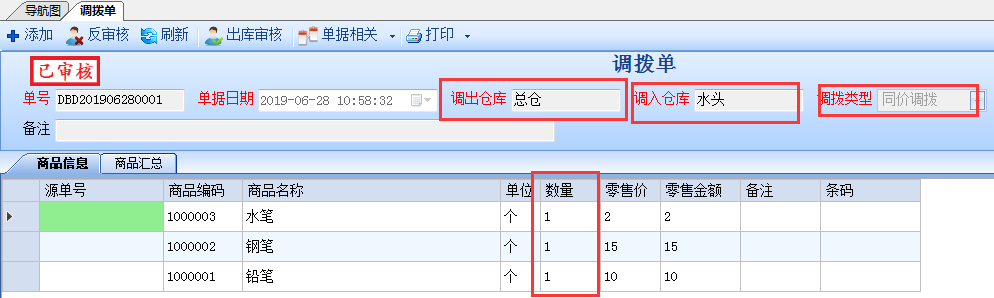 导航图 调拨单
添加 反审核 刷新 出库审核 单据相关 打印
已审核 调拨单
单号 DBD201906280001 单据日期 2019-06-28 10:58:32 调出仓库 总仓 调入仓库 水头 调拨类型 同价调拨
备注
商品信息 商品汇总
源单号 商品编码 商品名称 单位 数量 零售价 零售金额 备注 条码
1000003 水笔 个 1 2 2
1000002 钢笔 个 1 15 15
1000001 铅笔 个 1 10 10